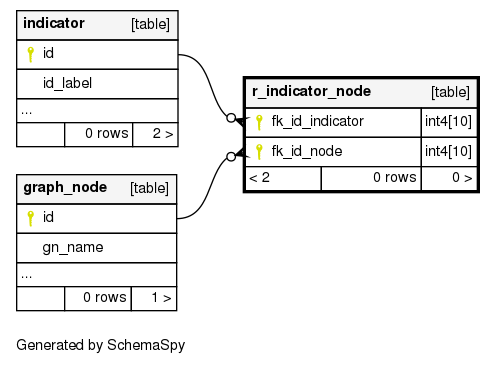 indicator [table]
id
id_label
...
0 rows 2 >
r_indicator_node [table]
fk_id_indicator int4[10]
fk_id_node int4[10]
< 2 0 rows 0 >
graph_node [table]
id
gn_name
...
0 rows 1 >
Generated by SchemaSpy